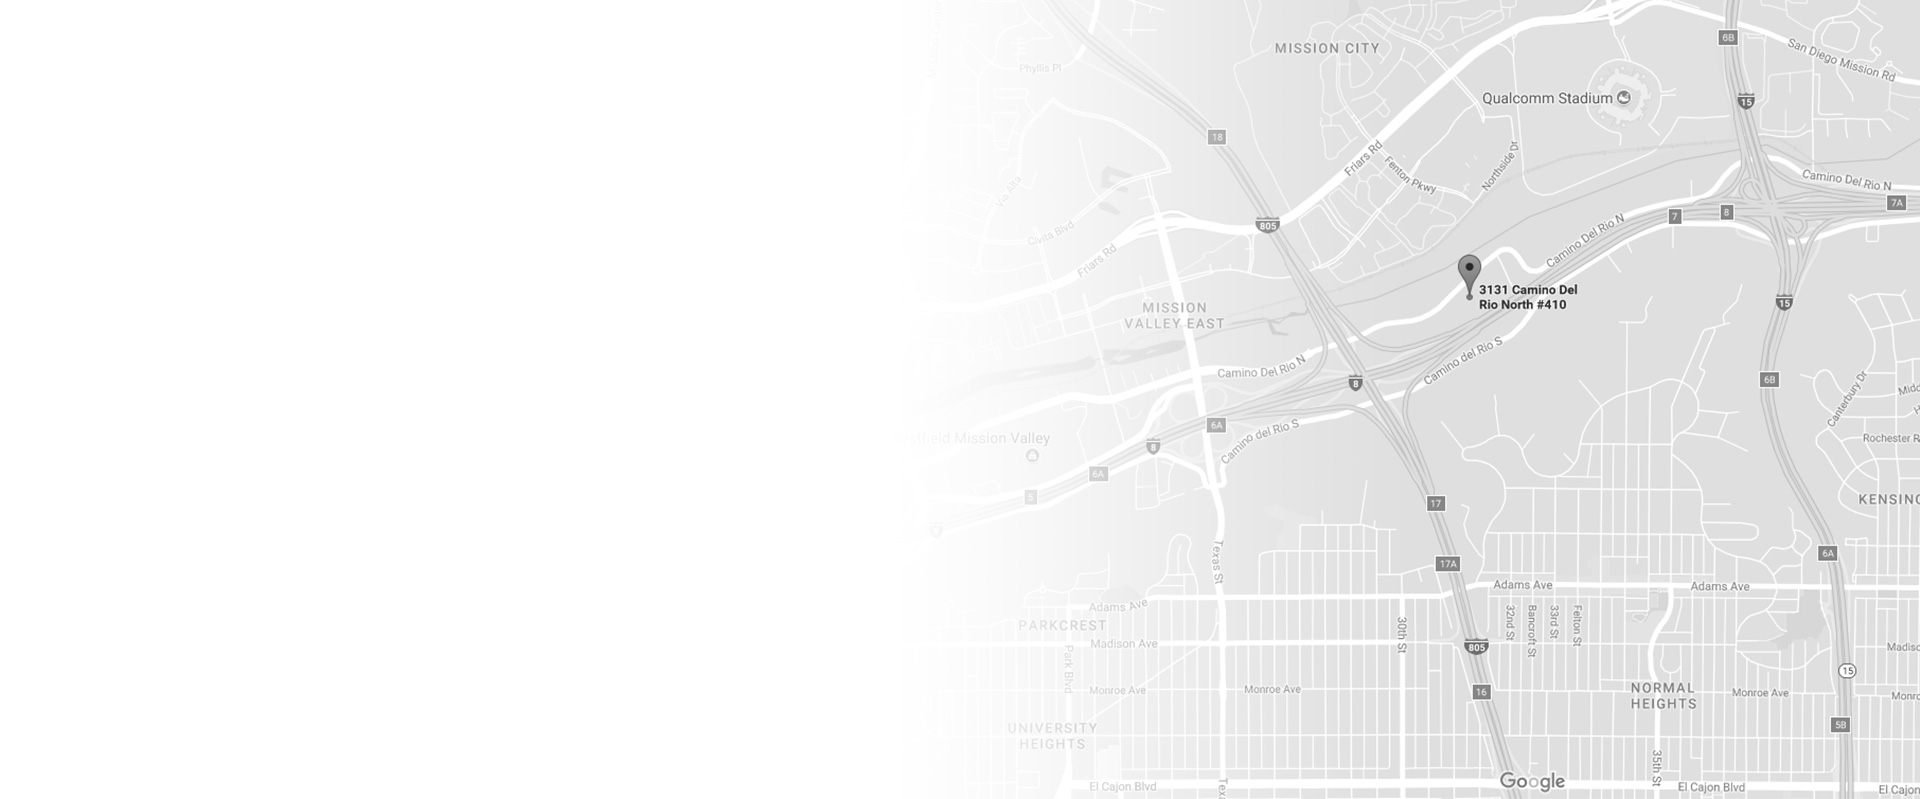 MISSION CITY
6B
San Diego Mission Rd
Phyllis Pl
Qualcomm Stadium
15
18
Friars Rd
Fenton Pkwy
Northside Dr
Camino Del Rio N
7A
Via Alta
7
8
805
Civita Blvd
Friars Rd
Camino Del Rio N
3131 Camino Del
Rio North #410
15
MISSION
VALLEY EAST
Camino del Rio S
Camino Del Rio N
8
6B
Canterbury Dr
6A
Camino del Rio S
Mission Valley
8
Rochester
6A
5
17
KENSING
Texas St
6A
17A
Adams Ave
Adams Ave
Adams Ave
32nd St
Bancroft St
33rd St
Felton St
PARKCREST
30th St
Madison Ave
805
Park Blvd
15
Monroe Ave
Monroe Ave
16
NORMAL
HEIGHTS
Monroe Ave
UNIVERSITY
HEIGHTS
5B
35th St
Google
El Cajon Blvd
El Cajon Blvd
El Cajon